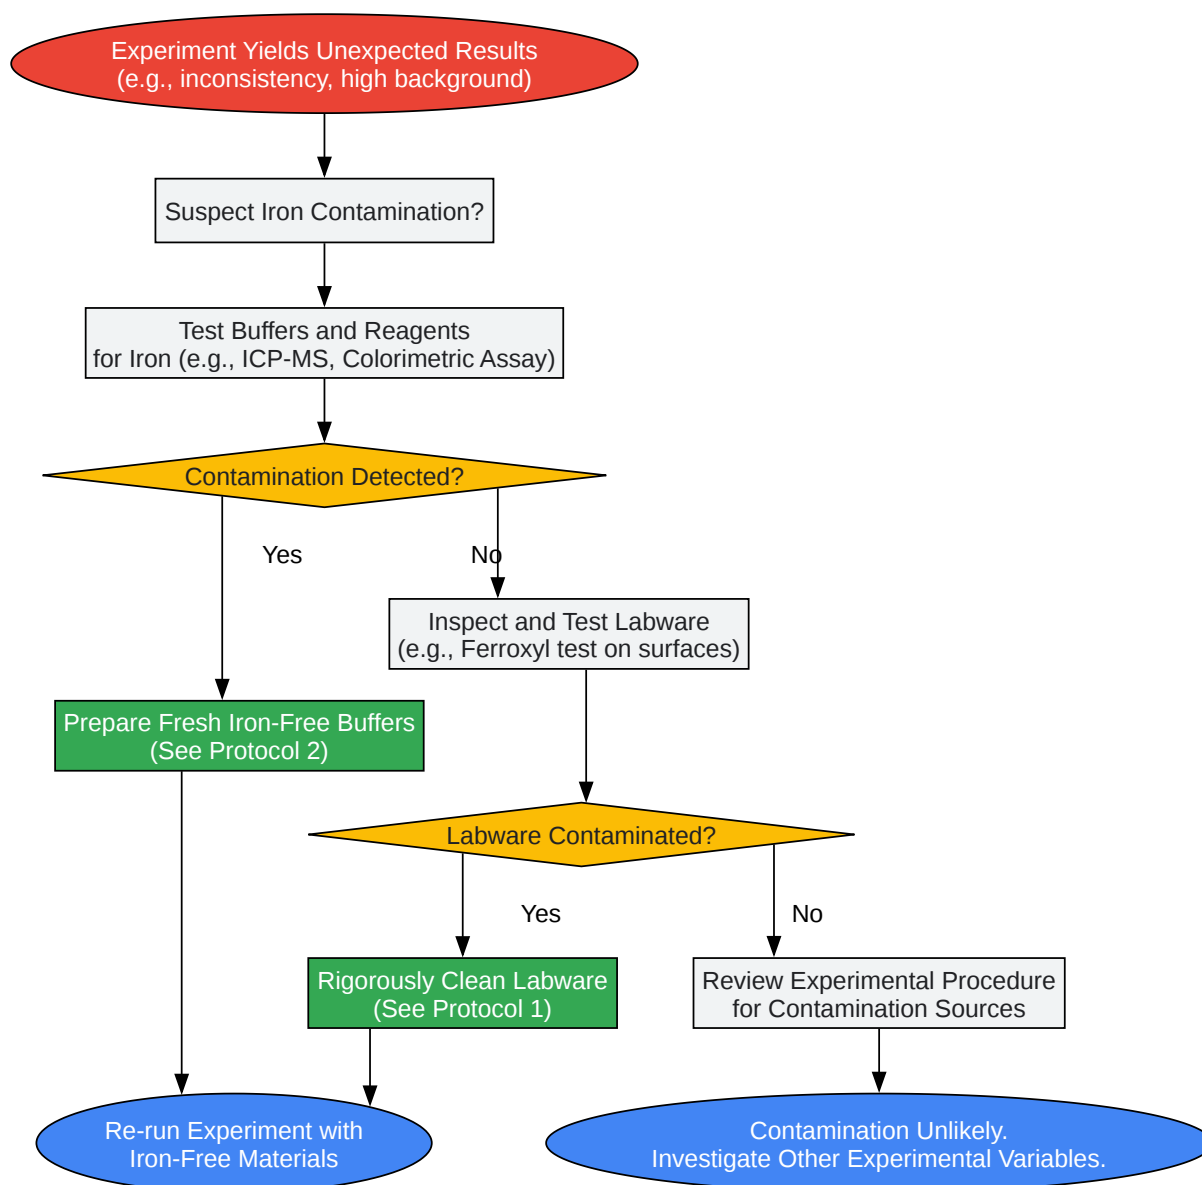 Experiment Yields Unexpected Results
(e.g., inconsistency, high background)
Suspect Iron Contamination?
Test Buffers and Reagents
for Iron (e.g., ICP-MS, Colorimetric Assay)
Contamination Detected?
Yes
No
Inspect and Test Labware
(e.g., Ferroxyl test on surfaces)
Prepare Fresh Iron-Free Buffers
(See Protocol 2)
Labware Contaminated?
Yes
No
Rigorously Clean Labware
(See Protocol 1)
Review Experimental Procedure
for Contamination Sources
Re-run Experiment with
Iron-Free Materials
Contamination Unlikely.
Investigate Other Experimental Variables.